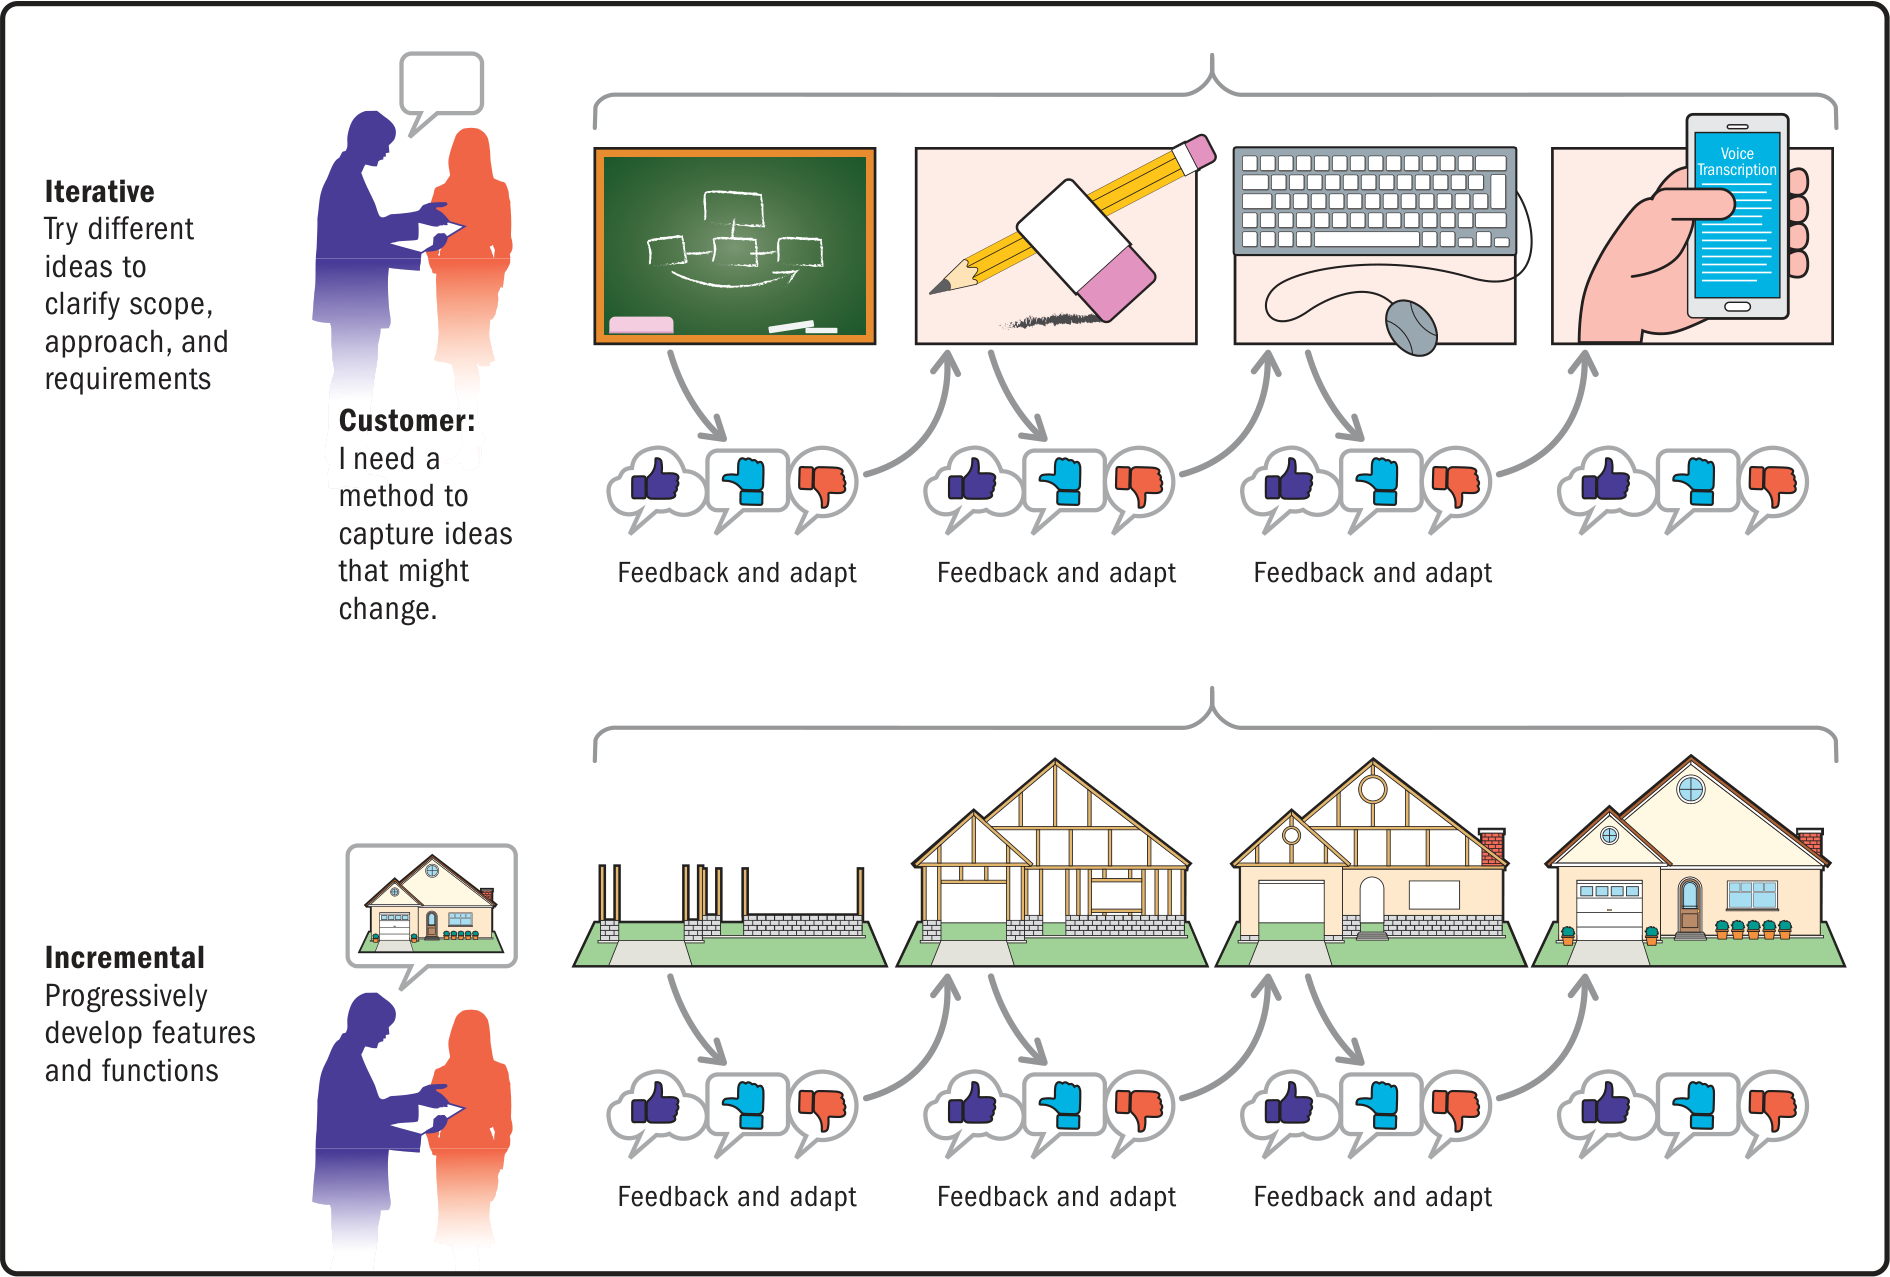 Iterative
Try different
ideas to
clarify scope,
approach, and
requirements
Customer:
I need a
method to
capture ideas
that might
change.
Voice
Transcription
Feedback and adapt
Feedback and adapt
Feedback and adapt
Incremental
Progressively
develop features
and functions
Feedback and adapt
Feedback and adapt
Feedback and adapt